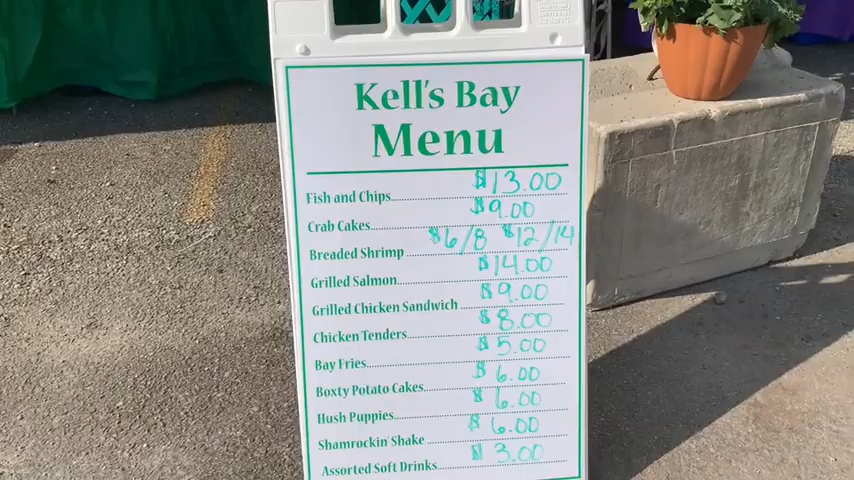 Kell's Bay
Menu
Fish and Chips.......... $13.00
Crab Cakes.......... $9.00
Breaded Shrimp .......... $6/8 $12/14
Grilled Salmon.......... $14.00
Grilled Chicken Sandwich .......... $9.00
Chicken Tenders.......... $8.00
Bay Fries.......... $5.00
Boxty Potato Cakes.......... $6.00
Hush Puppies.......... $6.00
Shamrockin' Shake .......... $6.00
Assorted Soft Drinks.......... $3.00